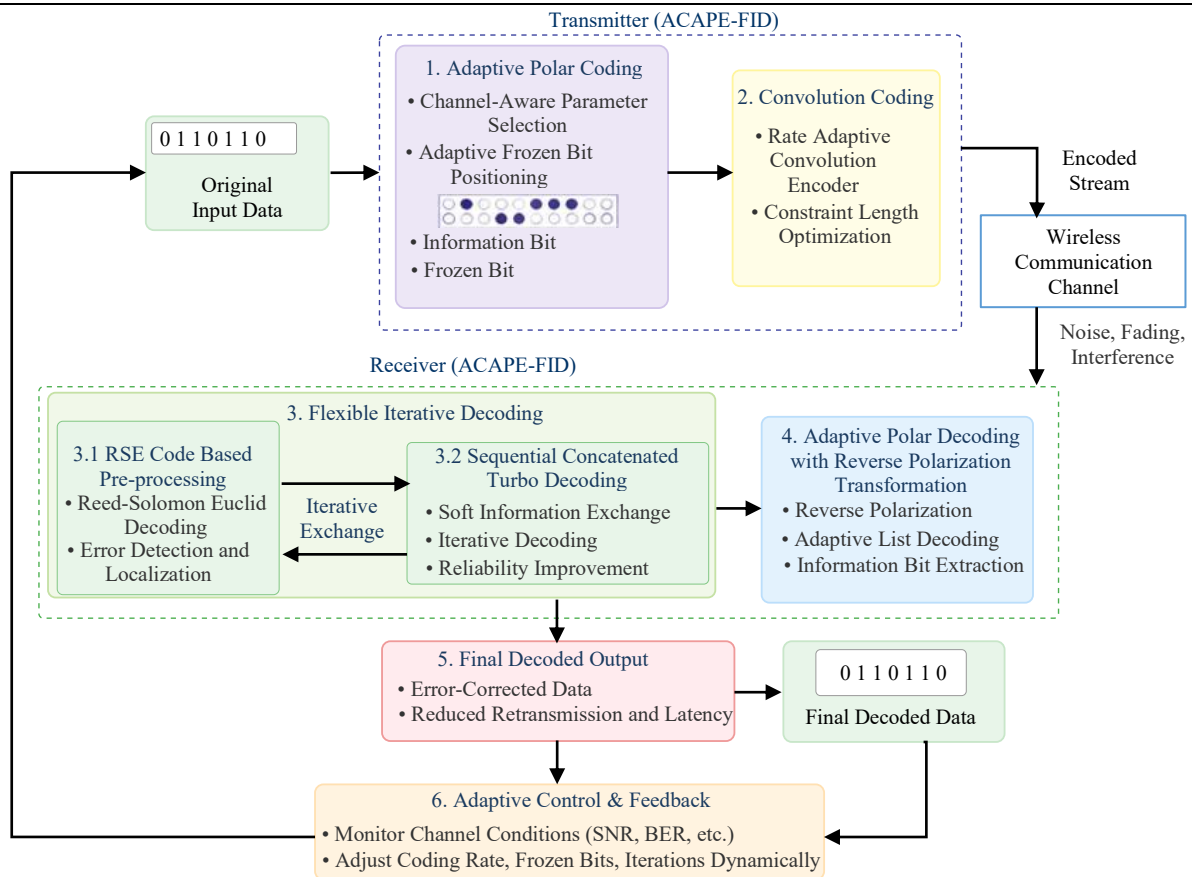 Transmitter (ACAPE-FID)
0 1 1 0 1 1 0
Original
Input Data
1. Adaptive Polar Coding
• Channel-Aware Parameter
Selection
• Adaptive Frozen Bit
Positioning
• Information Bit
• Frozen Bit
2. Convolution Coding
• Rate Adaptive
Convolution
Encoder
• Constraint Length
Optimization
Encoded
Stream
Wireless
Communication
Channel
Noise, Fading,
Interference
Receiver (ACAPE-FID)
3. Flexible Iterative Decoding
3.1 RSE Code Based
Pre-processing
• Reed-Solomon Euclid
Decoding
• Error Detection and
Localization
Iterative
Exchange
3.2 Sequential Concatenated
Turbo Decoding
• Soft Information Exchange
• Iterative Decoding
• Reliability Improvement
4. Adaptive Polar Decoding
with Reverse Polarization
Transformation
• Reverse Polarization
• Adaptive List Decoding
• Information Bit Extraction
5. Final Decoded Output
• Error-Corrected Data
• Reduced Retransmission and Latency
0 1 1 0 1 1 0
Final Decoded Data
6. Adaptive Control & Feedback
• Monitor Channel Conditions (SNR, BER, etc.)
• Adjust Coding Rate, Frozen Bits, Iterations Dynamically